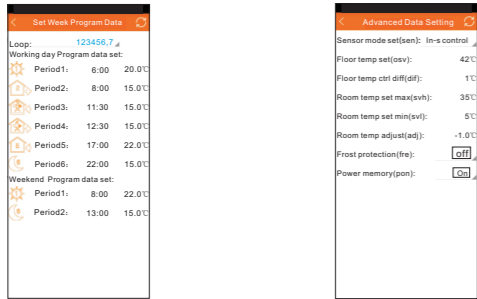 Set Week Program Data
Loop: 123456,7
Working day Program data set:
Period1: 6:00 20.0℃
Period2: 8:00 15.0℃
Period3: 11:30 15.0℃
Period4: 12:30 15.0℃
Period5: 17:00 22.0℃
Period6: 22:00 15.0℃
Weekend Program data set:
Period1: 8:00 22.0℃
Period2: 13:00 15.0℃
Advanced Data Setting
Sensor mode set(sen): In-s control
Floor temp set(osv): 42℃
Floor temp ctrl diff(dif): 1℃
Room temp set max(svh): 35℃
Room temp set min(svl): 5℃
Room temp adjust(adj): -1.0℃
Frost protection(fre): off
Power memory(pon): On